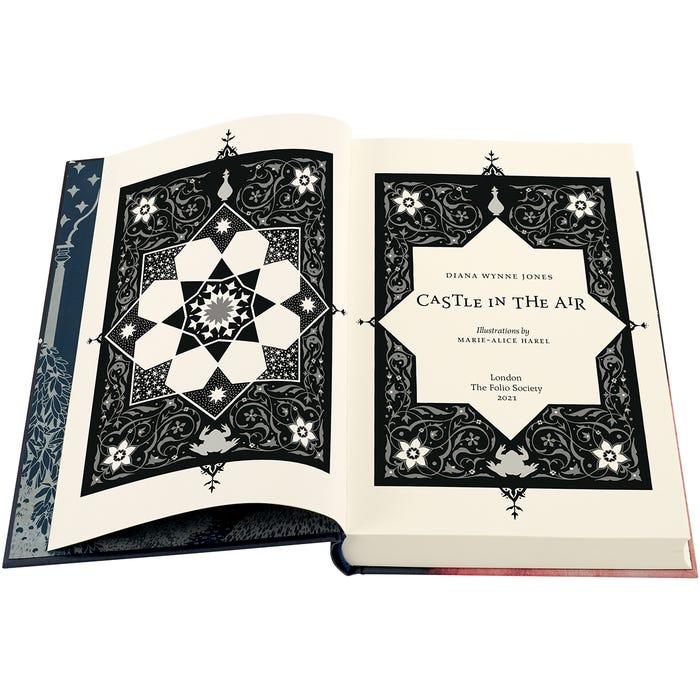 DIANA WYNNE JONES
CASTLE IN THE AIR
Illustrations by
MARIE-ALICE HAREL
London
The Folio Society
2021